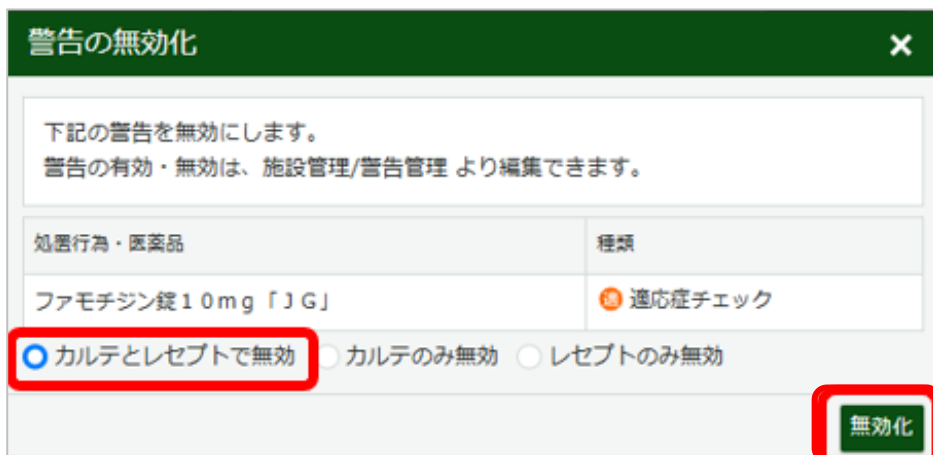 警告の無効化
下記の警告を無効にします。
警告の有効・無効は、施設管理/警告管理 より編集できます。
処置行為・医薬品 種類
ファモチジン錠10mg「JG」 適 適応症チェック
カルテとレセプトで無効 カルテのみ無効 レセプトのみ無効
無効化